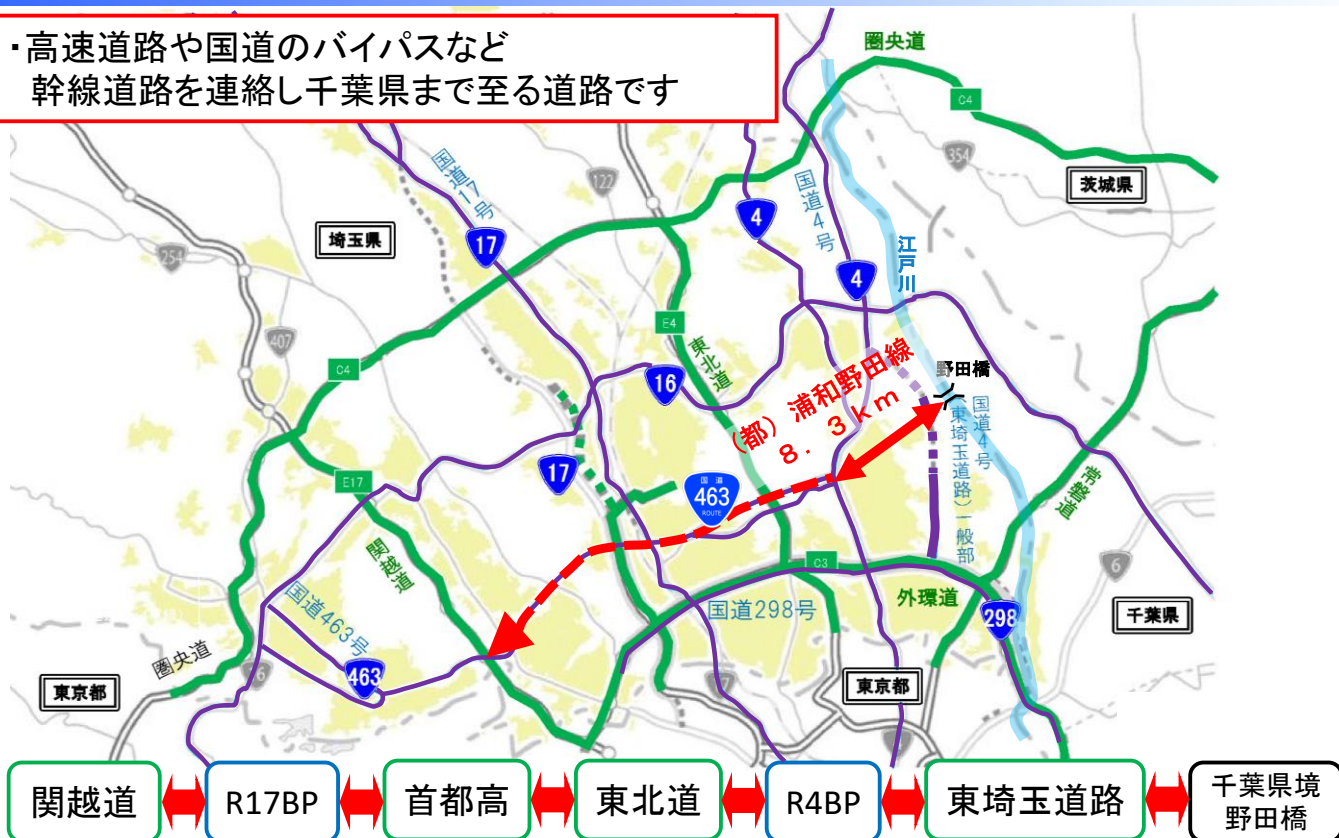 ・高速道路や国道のバイパスなど
幹線道路を連絡し千葉県まで至る道路です
圏央道
C4
354
茨城県
国道17号
122
国道4号
4
埼玉県
17
254
江戸川
4
E4
407
東北道
C4
16
(都)浦和野田線
8.3km
野田橋
国道4号
(東埼玉道路)一般部
17
E17
国道
463
ROUTE
常磐道
関越道
C3
6
国道463号
国道298号
外環道
298
千葉県
圏央道
463
東京都
東京都
関越道
R17BP
首都高
東北道
R4BP
東埼玉道路
千葉県境
野田橋